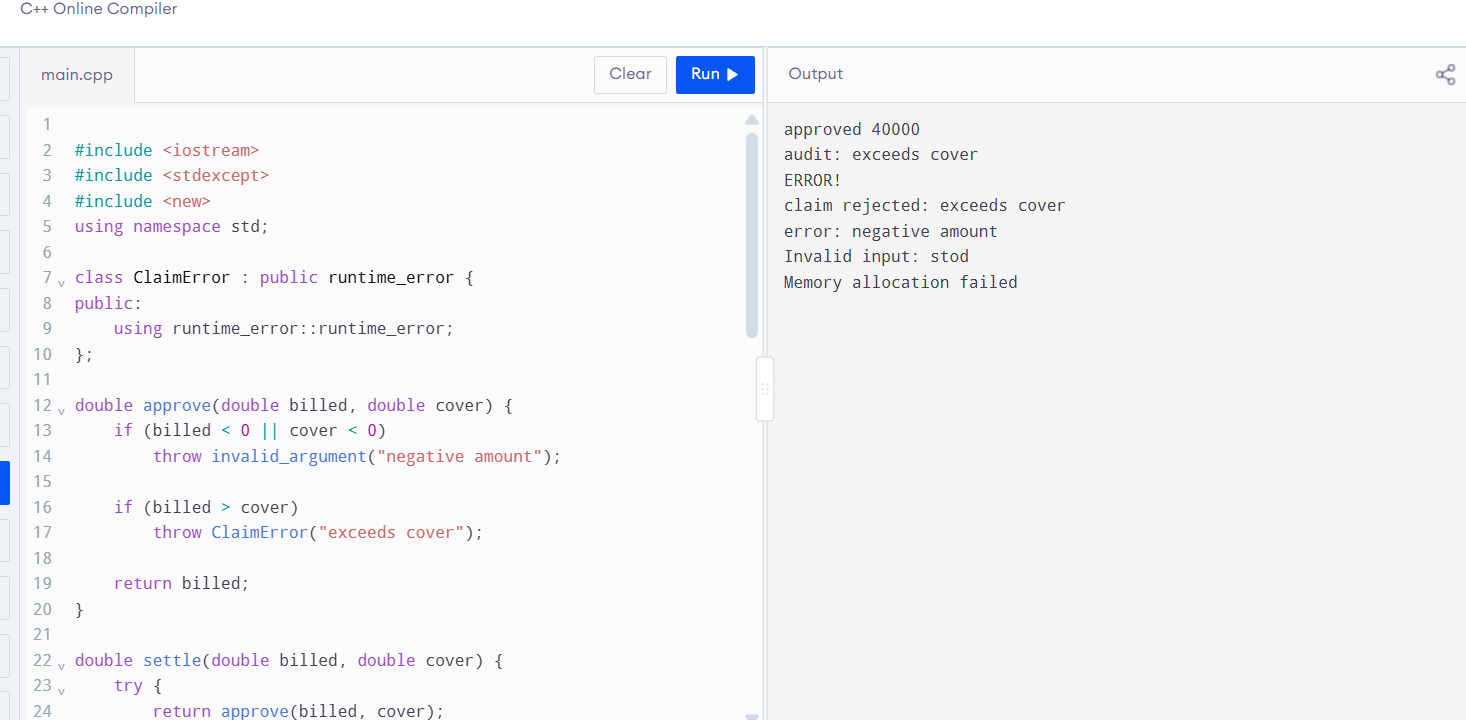 C++ Online Compiler
main.cpp
Clear
Run
Output
1
2 #include <iostream>
3 #include <stdexcept>
4 #include <new>
5 using namespace std;
6
7 class ClaimError : public runtime_error {
8 public:
9     using runtime_error::runtime_error;
10 };
11
12 double approve(double billed, double cover) {
13     if (billed < 0 || cover < 0)
14         throw invalid_argument("negative amount");
15
16     if (billed > cover)
17         throw ClaimError("exceeds cover");
18
19     return billed;
20 }
21
22 double settle(double billed, double cover) {
23     try {
24         return approve(billed, cover);
approved 40000
audit: exceeds cover
ERROR!
claim rejected: exceeds cover
error: negative amount
Invalid input: stod
Memory allocation failed